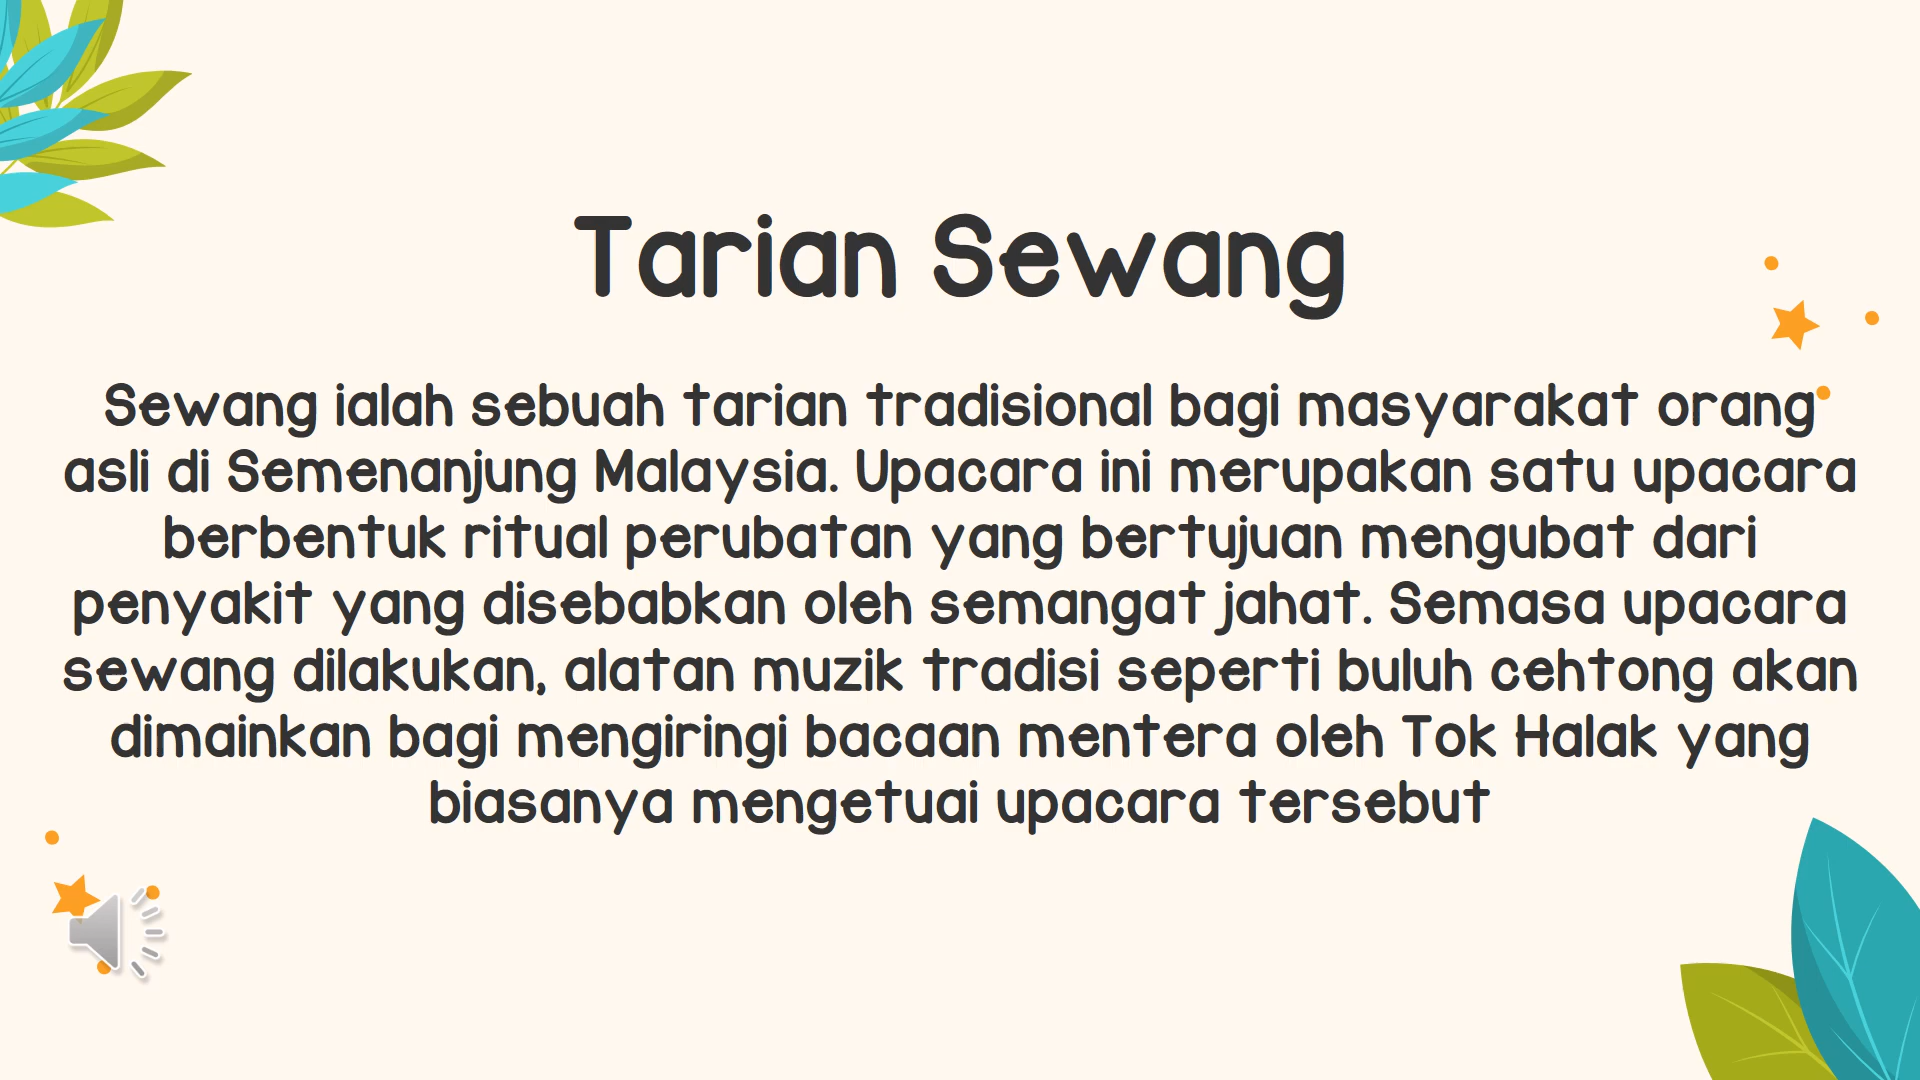 Tarian Sewang
Sewang ialah sebuah tarian tradisional bagi masyarakat orang
asli di Semenanjung Malaysia. Upacara ini merupakan satu upacara
berbentuk ritual perubatan yang bertujuan mengubat dari
penyakit yang disebabkan oleh semangat jahat. Semasa upacara
sewang dilakukan, alatan muzik tradisi seperti buluh cehtong akan
dimainkan bagi mengiringi bacaan mentera oleh Tok Halak yang
biasanya mengetuai upacara tersebut